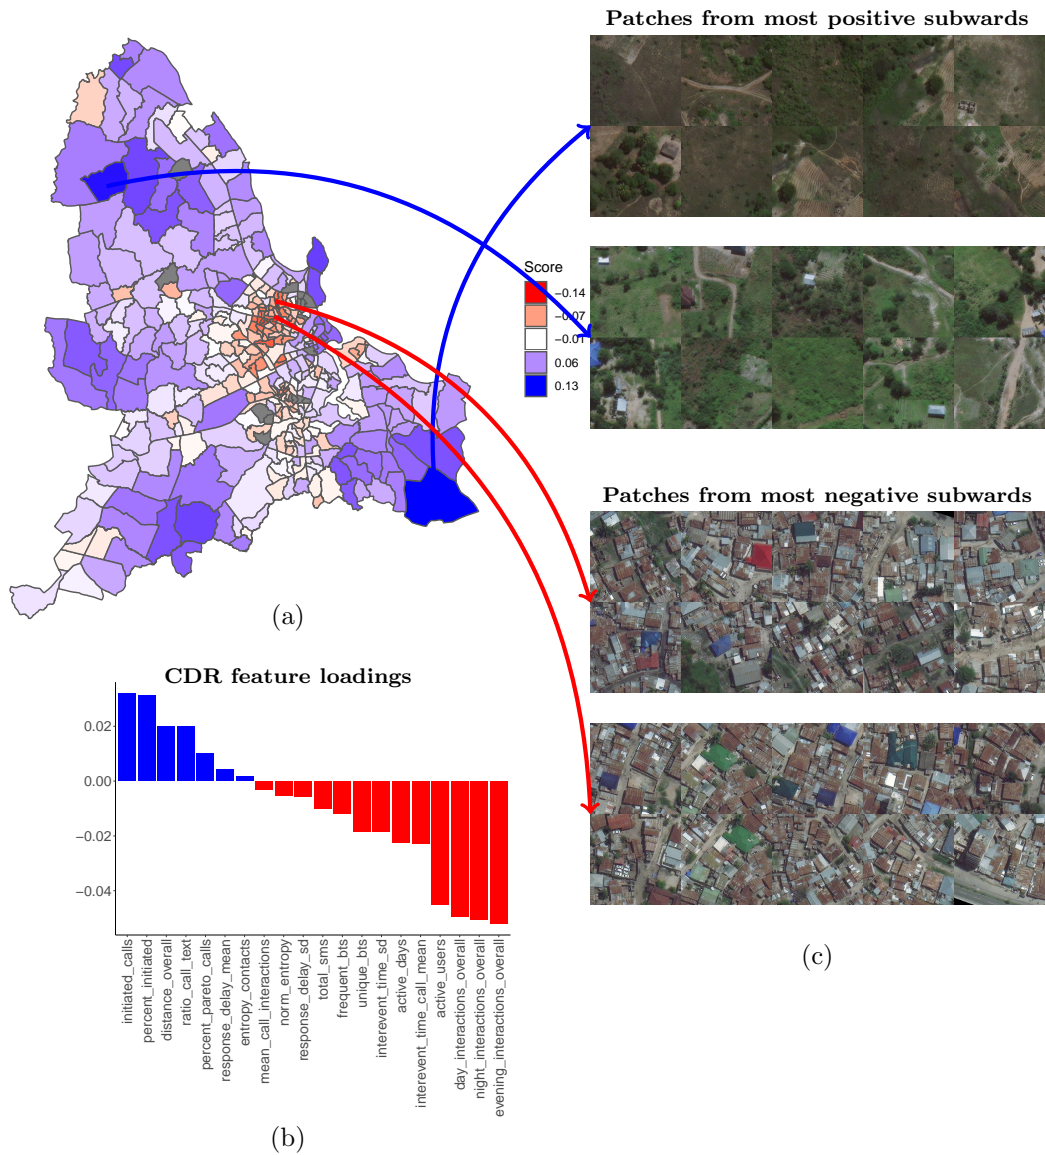 Patches from most positive subwards
Score
−0.14
−0.07
−0.01
0.06
0.13
Patches from most negative subwards
(a)
CDR feature loadings
0.02
0.00
−0.02
−0.04
initiated_calls
percent_initiated
distance_overall
ratio_call_text
percent_pareto_calls
response_delay_mean
entropy_contacts
mean_call_interactions
norm_entropy
response_delay_sd
total_sms
frequent_bts
unique_bts
interevent_time_sd
active_days
interevent_time_call_mean
active_users
day_interactions_overall
night_interactions_overall
evening_interactions_overall
(b)
(c)